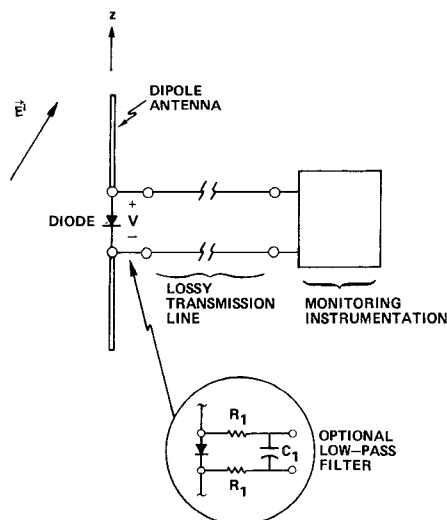 z
DIPOLE
ANTENNA
E
+
DIODE V
−
LOSSY
TRANSMISSION
LINE
MONITORING
INSTRUMENTATION
R₁
C₁
R₁
OPTIONAL
LOW–PASS
FILTER